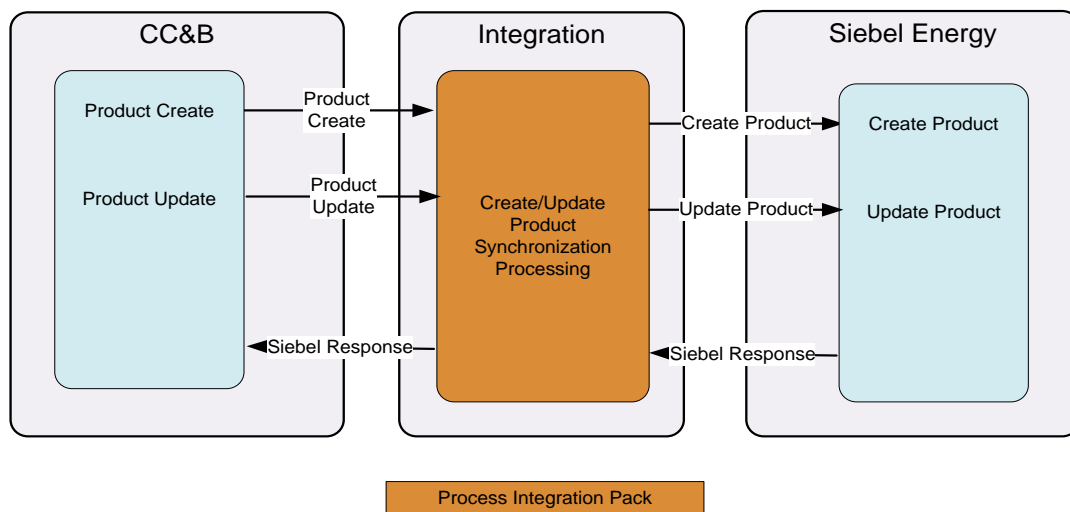 CC&B
Integration
Siebel Energy
Product Create
Product
Create
Create Product
Create Product
Product Update
Product
Update
Create/Update
Product
Synchronization
Processing
Update Product
Update Product
Siebel Response
Siebel Response
Process Integration Pack